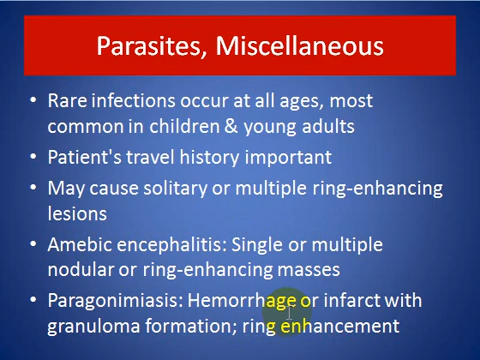 Parasites, Miscellaneous
• Rare infections occur at all ages, most
common in children & young adults
• Patient's travel history important
• May cause solitary or multiple ring-enhancing
lesions
• Amebic encephalitis: Single or multiple
nodular or ring-enhancing masses
• Paragonimiasis: Hemorrhage or infarct with
granuloma formation; ring enhancement